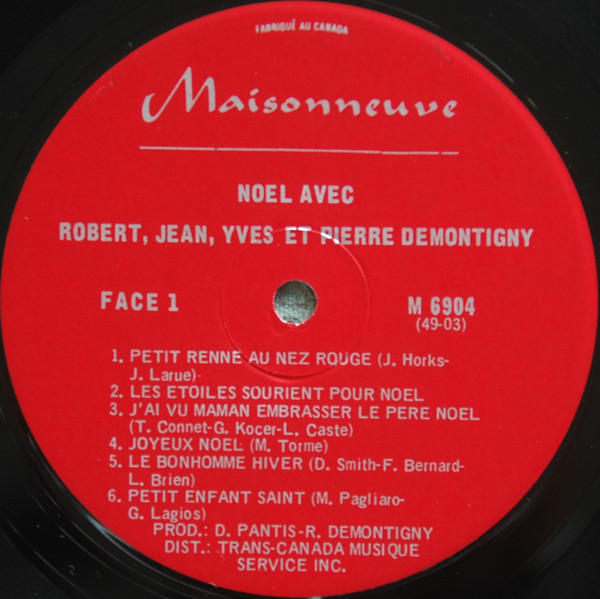 FABRIQUÉ AU CANADA
Maisonneuve
NOEL AVEC
ROBERT, JEAN, YVES ET PIERRE DEMONTIGNY
FACE 1
M 6904
(49-03)
1. PETIT RENNE AU NEZ ROUGE (J. Horks-
J. Larue)
2. LES ETOILES SOURIENT POUR NOEL
3. J'AI VU MAMAN EMBRASSER LE PERE NOEL
(T. Connet-G. Kocer-L. Caste)
4. JOYEUX NOEL (M. Torme)
5. LE BONHOMME HIVER (D. Smith-F. Bernard-
L. Brien)
6. PETIT ENFANT SAINT (M. Pagliaro-
G. Lagios)
PROD.: D. PANTIS-R. DEMONTIGNY
DIST.: TRANS-CANADA MUSIQUE
SERVICE INC.